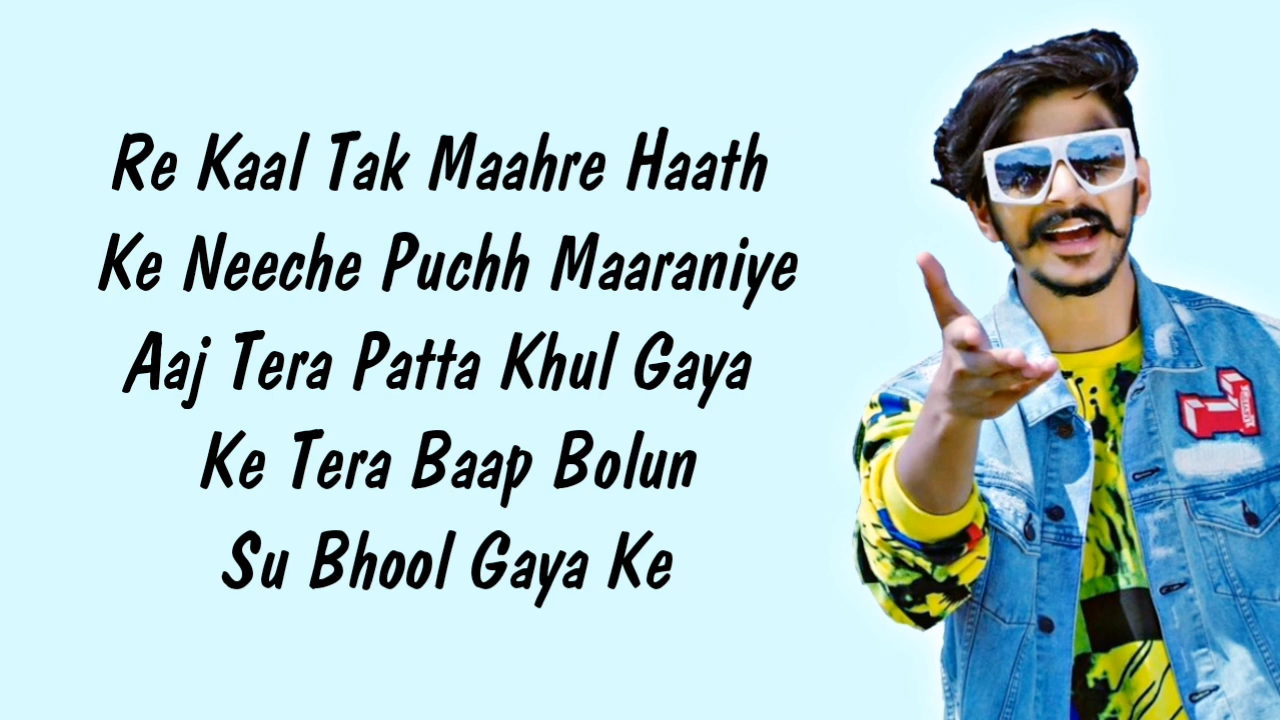 Re Kaal Tak Maahre Haath
Ke Neeche Puchh Maaraniye
Aaj Tera Patta Khul Gaya
Ke Tera Baap Bolun
Su Bhool Gaya Ke
L